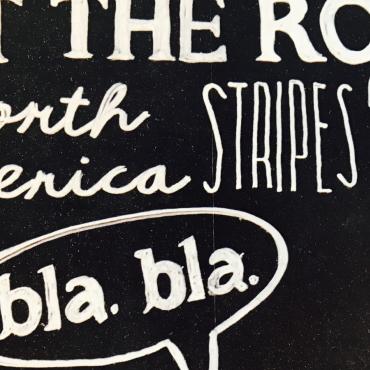 T THE RO
orth
erica STRIPES
bla. bla.